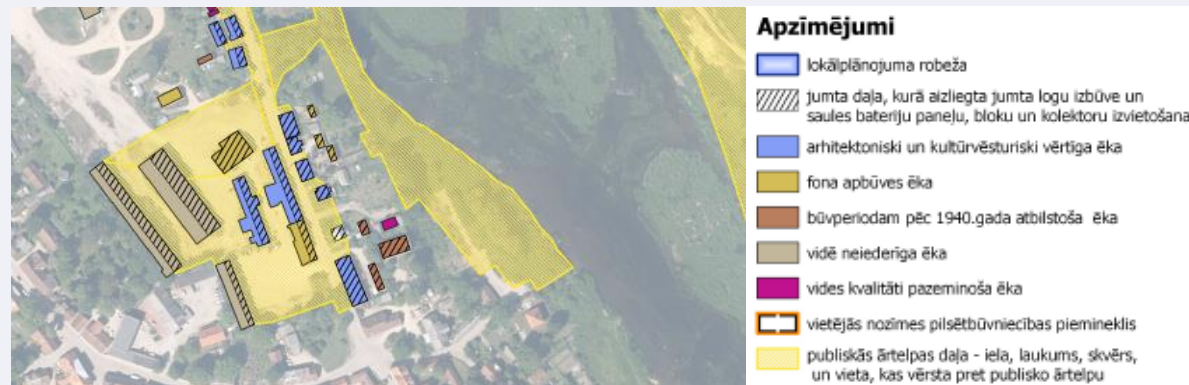 Apzīmējumi
lokālplānojuma robeža
jumta daļa, kurā aizliegta jumta logu izbūve un
saules bateriju paneļu, bloku un kolektoru izvietošana
arhitektoniski un kultūrvēsturiski vērtīga ēka
fona apbūves ēka
būvperiodam pēc 1940.gada atbilstoša ēka
vidē neiederīga ēka
vides kvalitāti pazeminoša ēka
vietējās nozīmes pilsētbūvniecības piemineklis
publiskās ārtelpas daļa - iela, laukums, skvērs,
un vieta, kas vērsta pret publisko ārtelpu